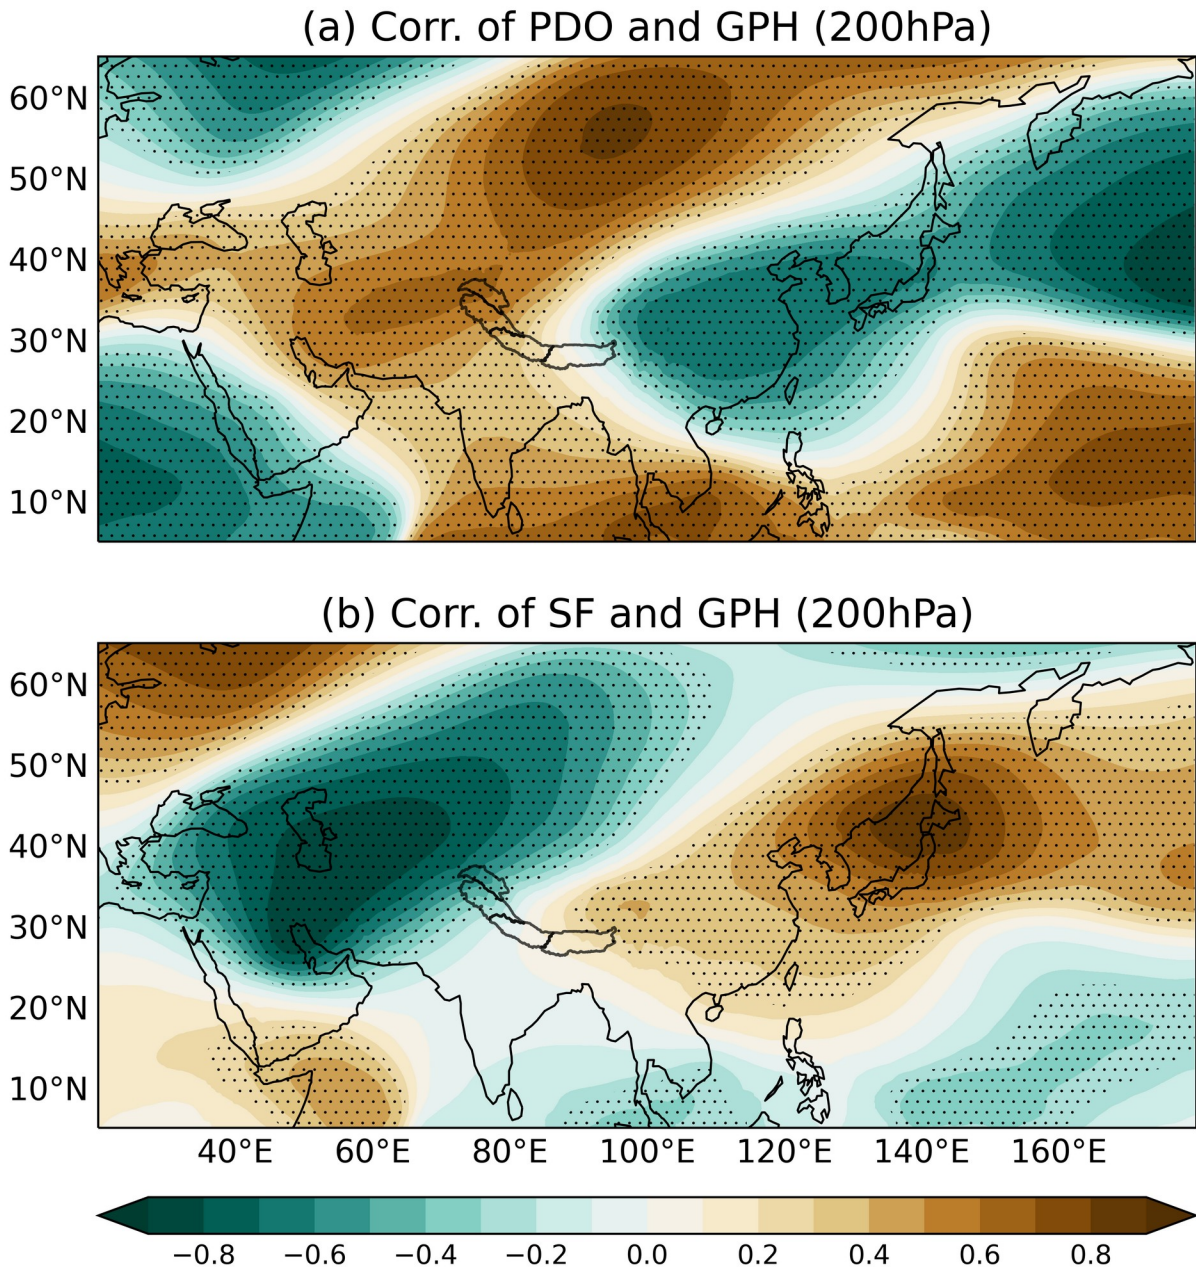 (a) Corr. of PDO and GPH (200hPa)
60°N
50°N
40°N
30°N
20°N
10°N
(b) Corr. of SF and GPH (200hPa)
60°N
50°N
40°N
30°N
20°N
10°N
40°E 60°E 80°E 100°E 120°E 140°E 160°E
−0.8 −0.6 −0.4 −0.2 0.0 0.2 0.4 0.6 0.8